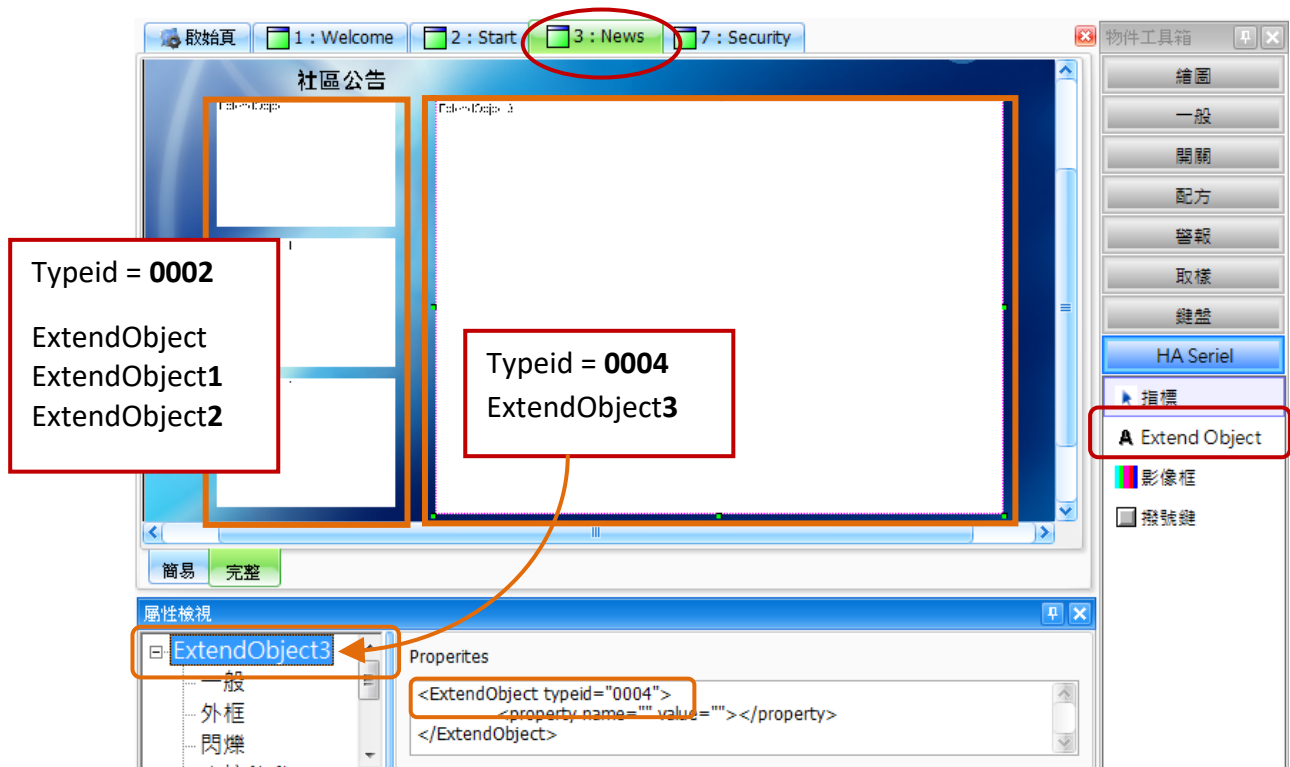 啟始頁
1 : Welcome
2 : Start
3 : News
7 : Security
社區公告
Typeid = 0002
ExtendObject
ExtendObject1
ExtendObject2
Typeid = 0004
ExtendObject3
簡易
完整
屬性檢視
ExtendObject3
一般
外框
閃爍
Properites
<ExtendObject typeid="0004">
<property name="" value=""></property>
</ExtendObject>
物件工具箱
繪圖
一般
開關
配方
警報
取樣
鍵盤
HA Seriel
指標
A Extend Object
影像框
撥號鍵